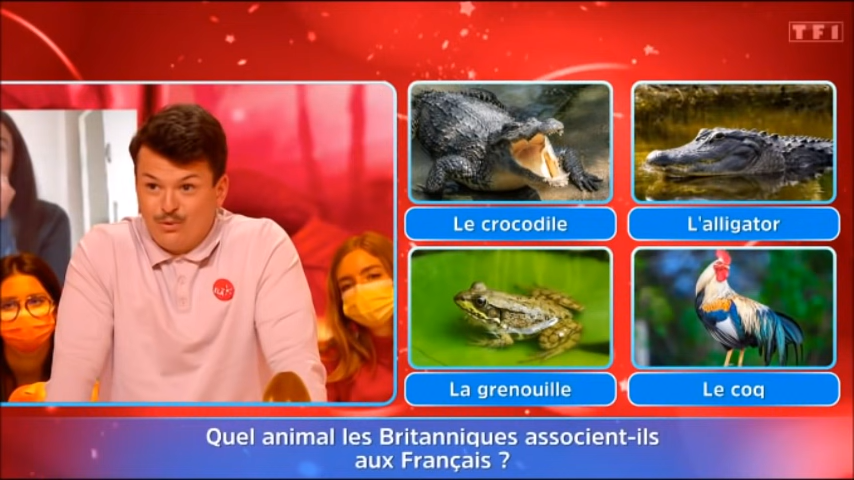 TF1
Le crocodile
L'alligator
La grenouille
Le coq
Quel animal les Britanniques associent-ils
aux Français ?